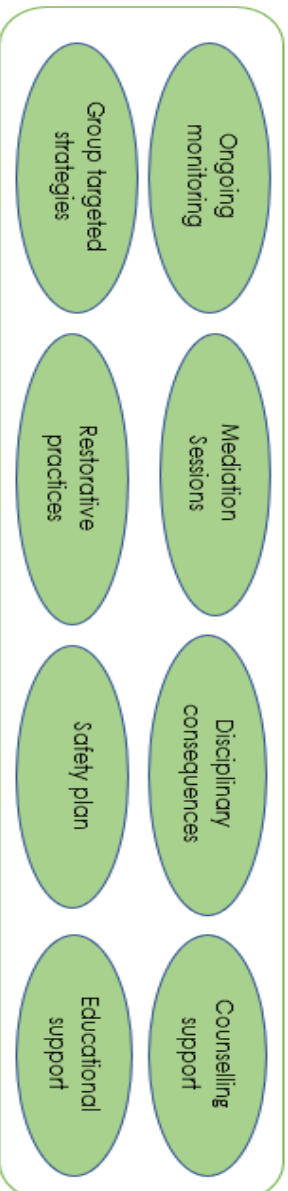 Ongoing
monitoring
Mediation
Sessions
Disciplinary
consequences
Counselling
support
Group targeted
strategies
Restorative
practices
Safety plan
Educational
support